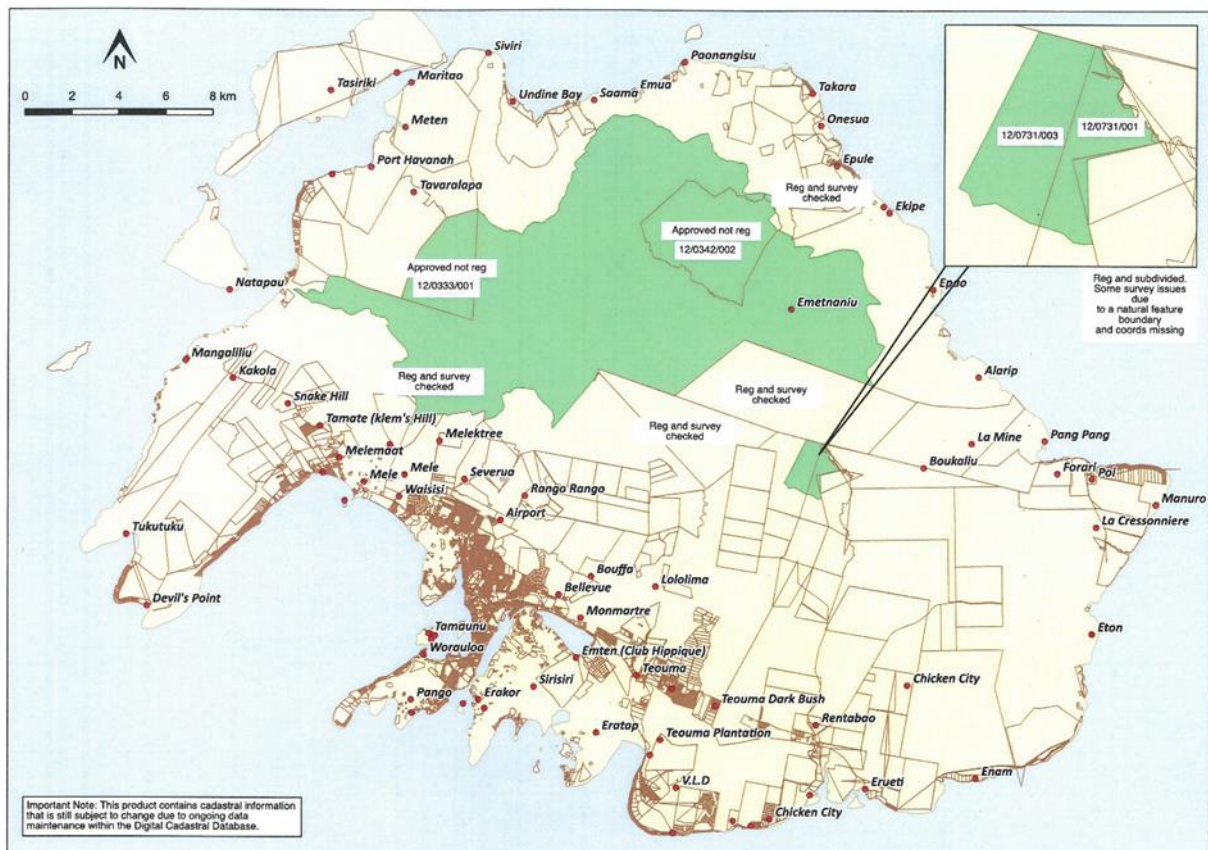 N
0 2 4 6 8 km
Siviri
Paonangisu
Tasiriki
Maritao
Undine Bay
Saama
Emua
Takara
Meten
Onesua
Port Havanah
Epule
Tavaralapa
Reg and survey
checked
Ekipe
12/0731/003
12/0731/001
Approved not reg
12/0342/002
Approved not reg
12/0333/001
Natapau
Emetnaniu
Epao
Reg and subdivided.
Some survey issues
due
to a natural feature
boundary
and coords missing
Mangaliliu
Kakola
Reg and survey
checked
Reg and survey
checked
Alarip
Snake Hill
Tamate (klem's Hill)
Reg and survey
checked
Melektree
La Mine
Pang Pang
Melemaat
Mele
Mele
Severua
Boukaliu
Forari
Poi
Waisisi
Rango Rango
Manuro
Airport
Tukutuku
La Cressonniere
Bouffa
Lololima
Bellevue
Devil's Point
Monmartre
Tamaunu
Eton
Worauloa
Emten (Club Hippique)
Teouma
Sirisiri
Chicken City
Pango
Erakor
Teouma Dark Bush
Rentabao
Eratap
Teouma Plantation
V.L.D
Erueti
Enam
Chicken City
Important Note: This product contains cadastral information
that is still subject to change due to ongoing data
maintenance within the Digital Cadastral Database.